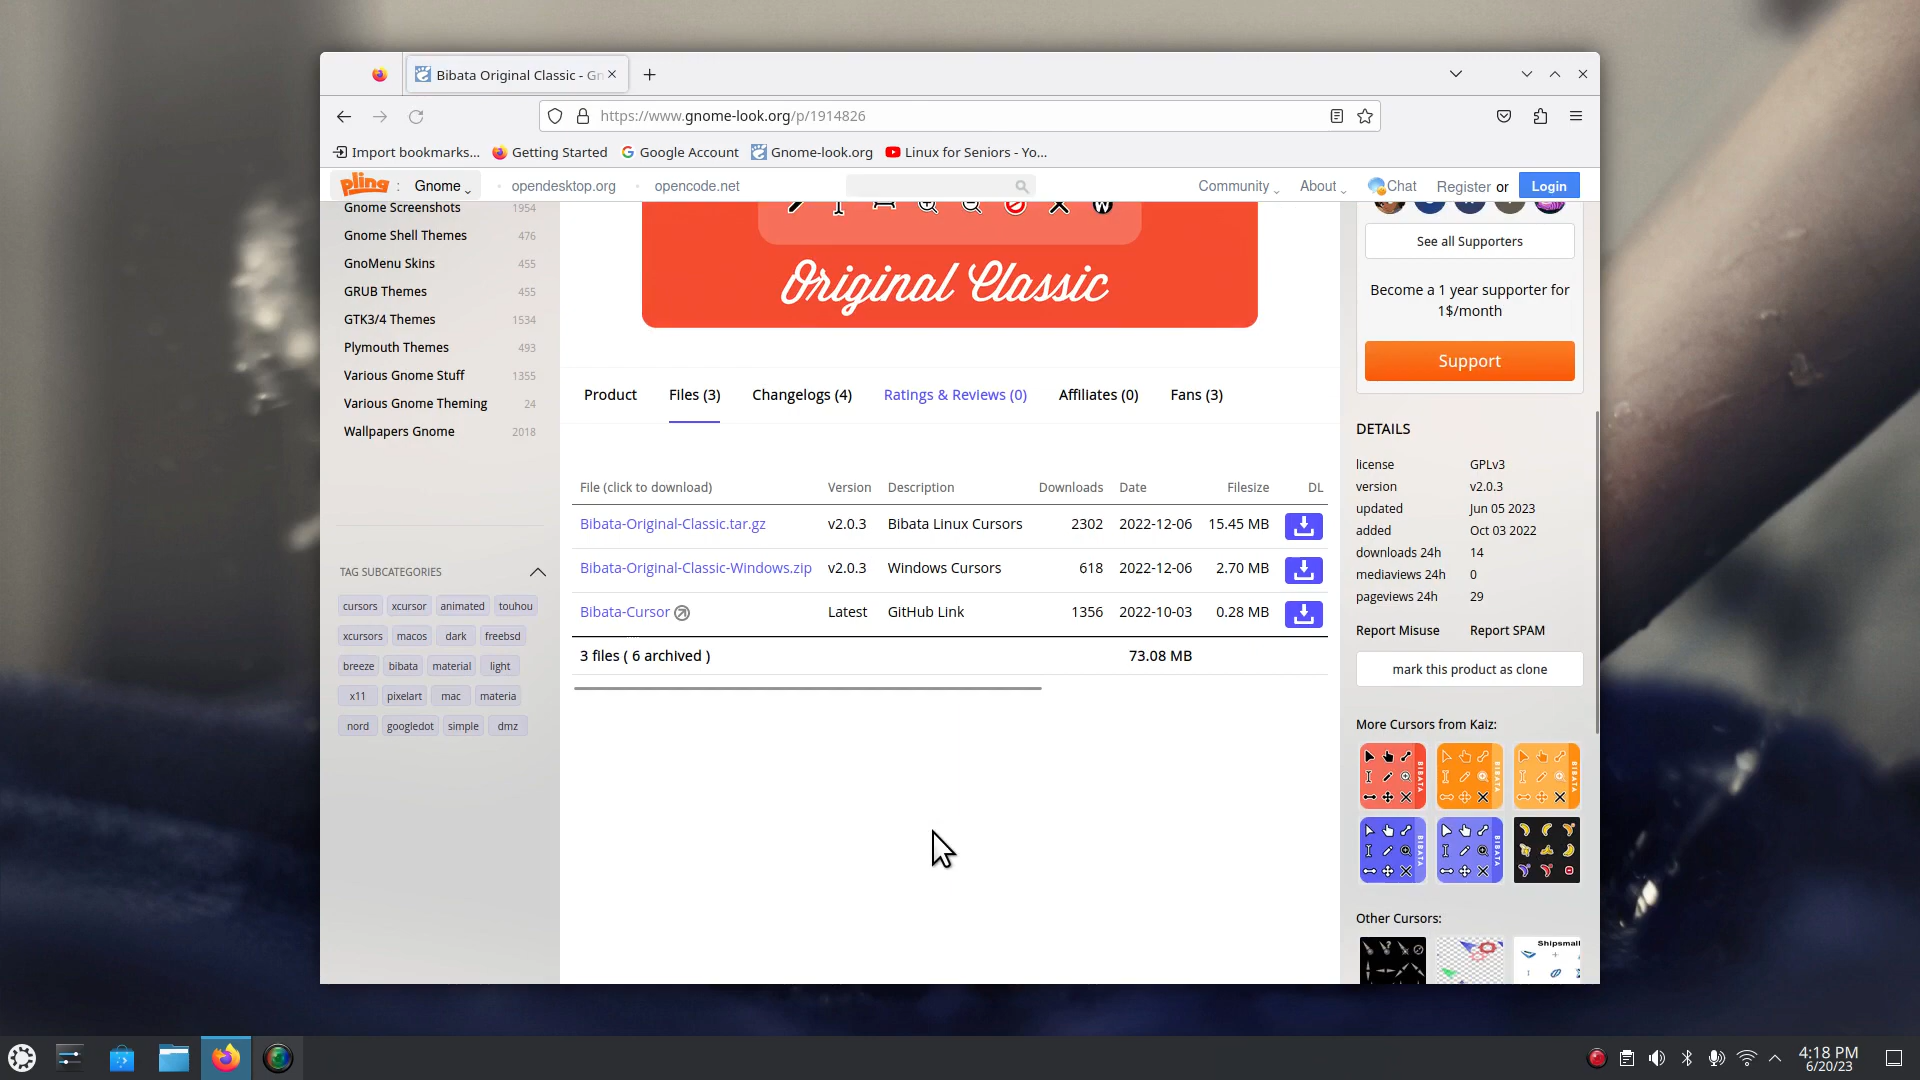 Bibata Original Classic - Gn
https://www.gnome-look.org/p/1914826
Import bookmarks... Getting Started Google Account Gnome-look.org Linux for Seniors - Yo...
pling : Gnome opendesktop.org opencode.net Community About Chat Register or Login
Gnome Screenshots 1954
Gnome Shell Themes 476
GnoMenu Skins 455
GRUB Themes 455
GTK3/4 Themes 1534
Plymouth Themes 493
Various Gnome Stuff 1355
Various Gnome Theming 24
Wallpapers Gnome 2018
TAG SUBCATEGORIES
cursors xcursor animated touhou
xcursors macos dark freebsd
breeze bibata material light
x11 pixelart mac materia
nord googledot simple dmz
Original Classic
Product Files (3) Changelogs (4) Ratings & Reviews (0) Affiliates (0) Fans (3)
File (click to download) Version Description Downloads Date Filesize DL
Bibata-Original-Classic.tar.gz v2.0.3 Bibata Linux Cursors 2302 2022-12-06 15.45 MB
Bibata-Original-Classic-Windows.zip v2.0.3 Windows Cursors 618 2022-12-06 2.70 MB
Bibata-Cursor Latest GitHub Link 1356 2022-10-03 0.28 MB
3 files ( 6 archived ) 73.08 MB
See all Supporters
Become a 1 year supporter for
1$/month
Support
DETAILS
license GPLv3
version v2.0.3
updated Jun 05 2023
added Oct 03 2022
downloads 24h 14
mediaviews 24h 0
pageviews 24h 29
Report Misuse Report SPAM
mark this product as clone
More Cursors from Kaiz:
BIBATA BIBATA BIBATA
BIBATA BIBATA
Other Cursors:
Shipsmall
4:18 PM
6/20/23